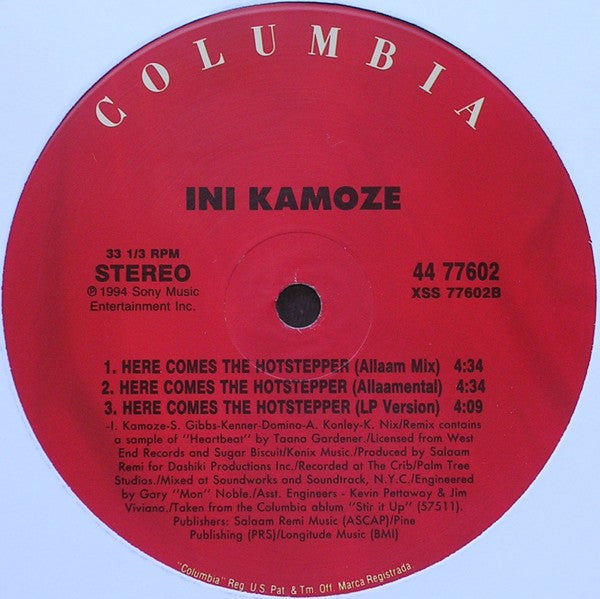 COLUMBIA
INI KAMOZE
33 1/3 RPM
STEREO
℗ 1994 Sony Music
Entertainment Inc.
44 77602
XSS 77602B
1. HERE COMES THE HOTSTEPPER (Allaam Mix) 4:34
2. HERE COMES THE HOTSTEPPER (Allaamental) 4:34
3. HERE COMES THE HOTSTEPPER (LP Version) 4:09
-I. Kamoze-S. Gibbs-Kenner-Domino-A. Konley-K. Nix/Remix contains
a sample of "Heartbeat" by Taana Gardener./Licensed from West
End Records and Sugar Biscuit/Kenix Music./Produced by Salaam
Remi for Dashiki Productions Inc./Recorded at The Crib/Palm Tree
Studios./Mixed at Soundworks and Soundtrack, N.Y.C./Engineered
by Gary "Mon" Noble./Asst. Engineers - Kevin Pettaway & Jim
Viviano./Taken from the Columbia ablum "Stir it Up" (57511).
Publishers: Salaam Remi Music (ASCAP)/Pine
Publishing (PRS)/Longitude Music (BMI)
"Columbia" Reg. U.S. Pat. & Tm. Off. Marca Registrada